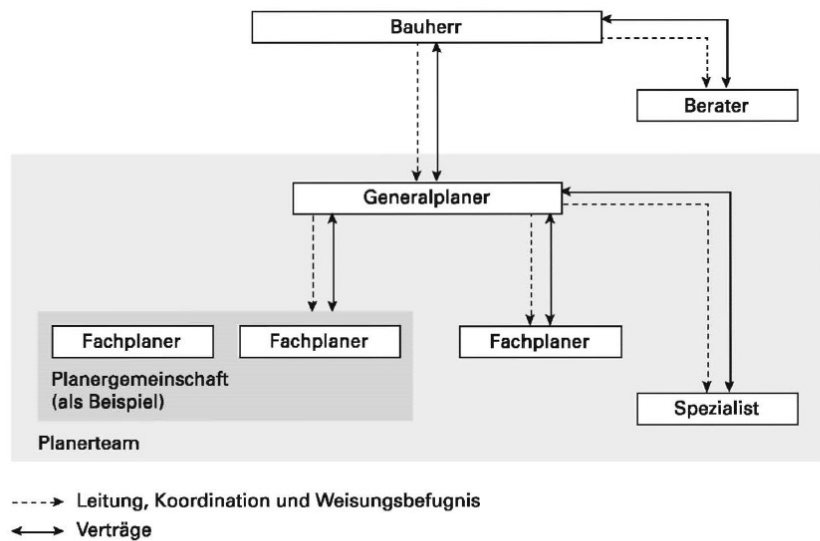 Bauherr
Berater
Generalplaner
Fachplaner
Fachplaner
Fachplaner
Planergemeinschaft
(als Beispiel)
Spezialist
Planerteam
Leitung, Koordination und Weisungsbefugnis
Verträge